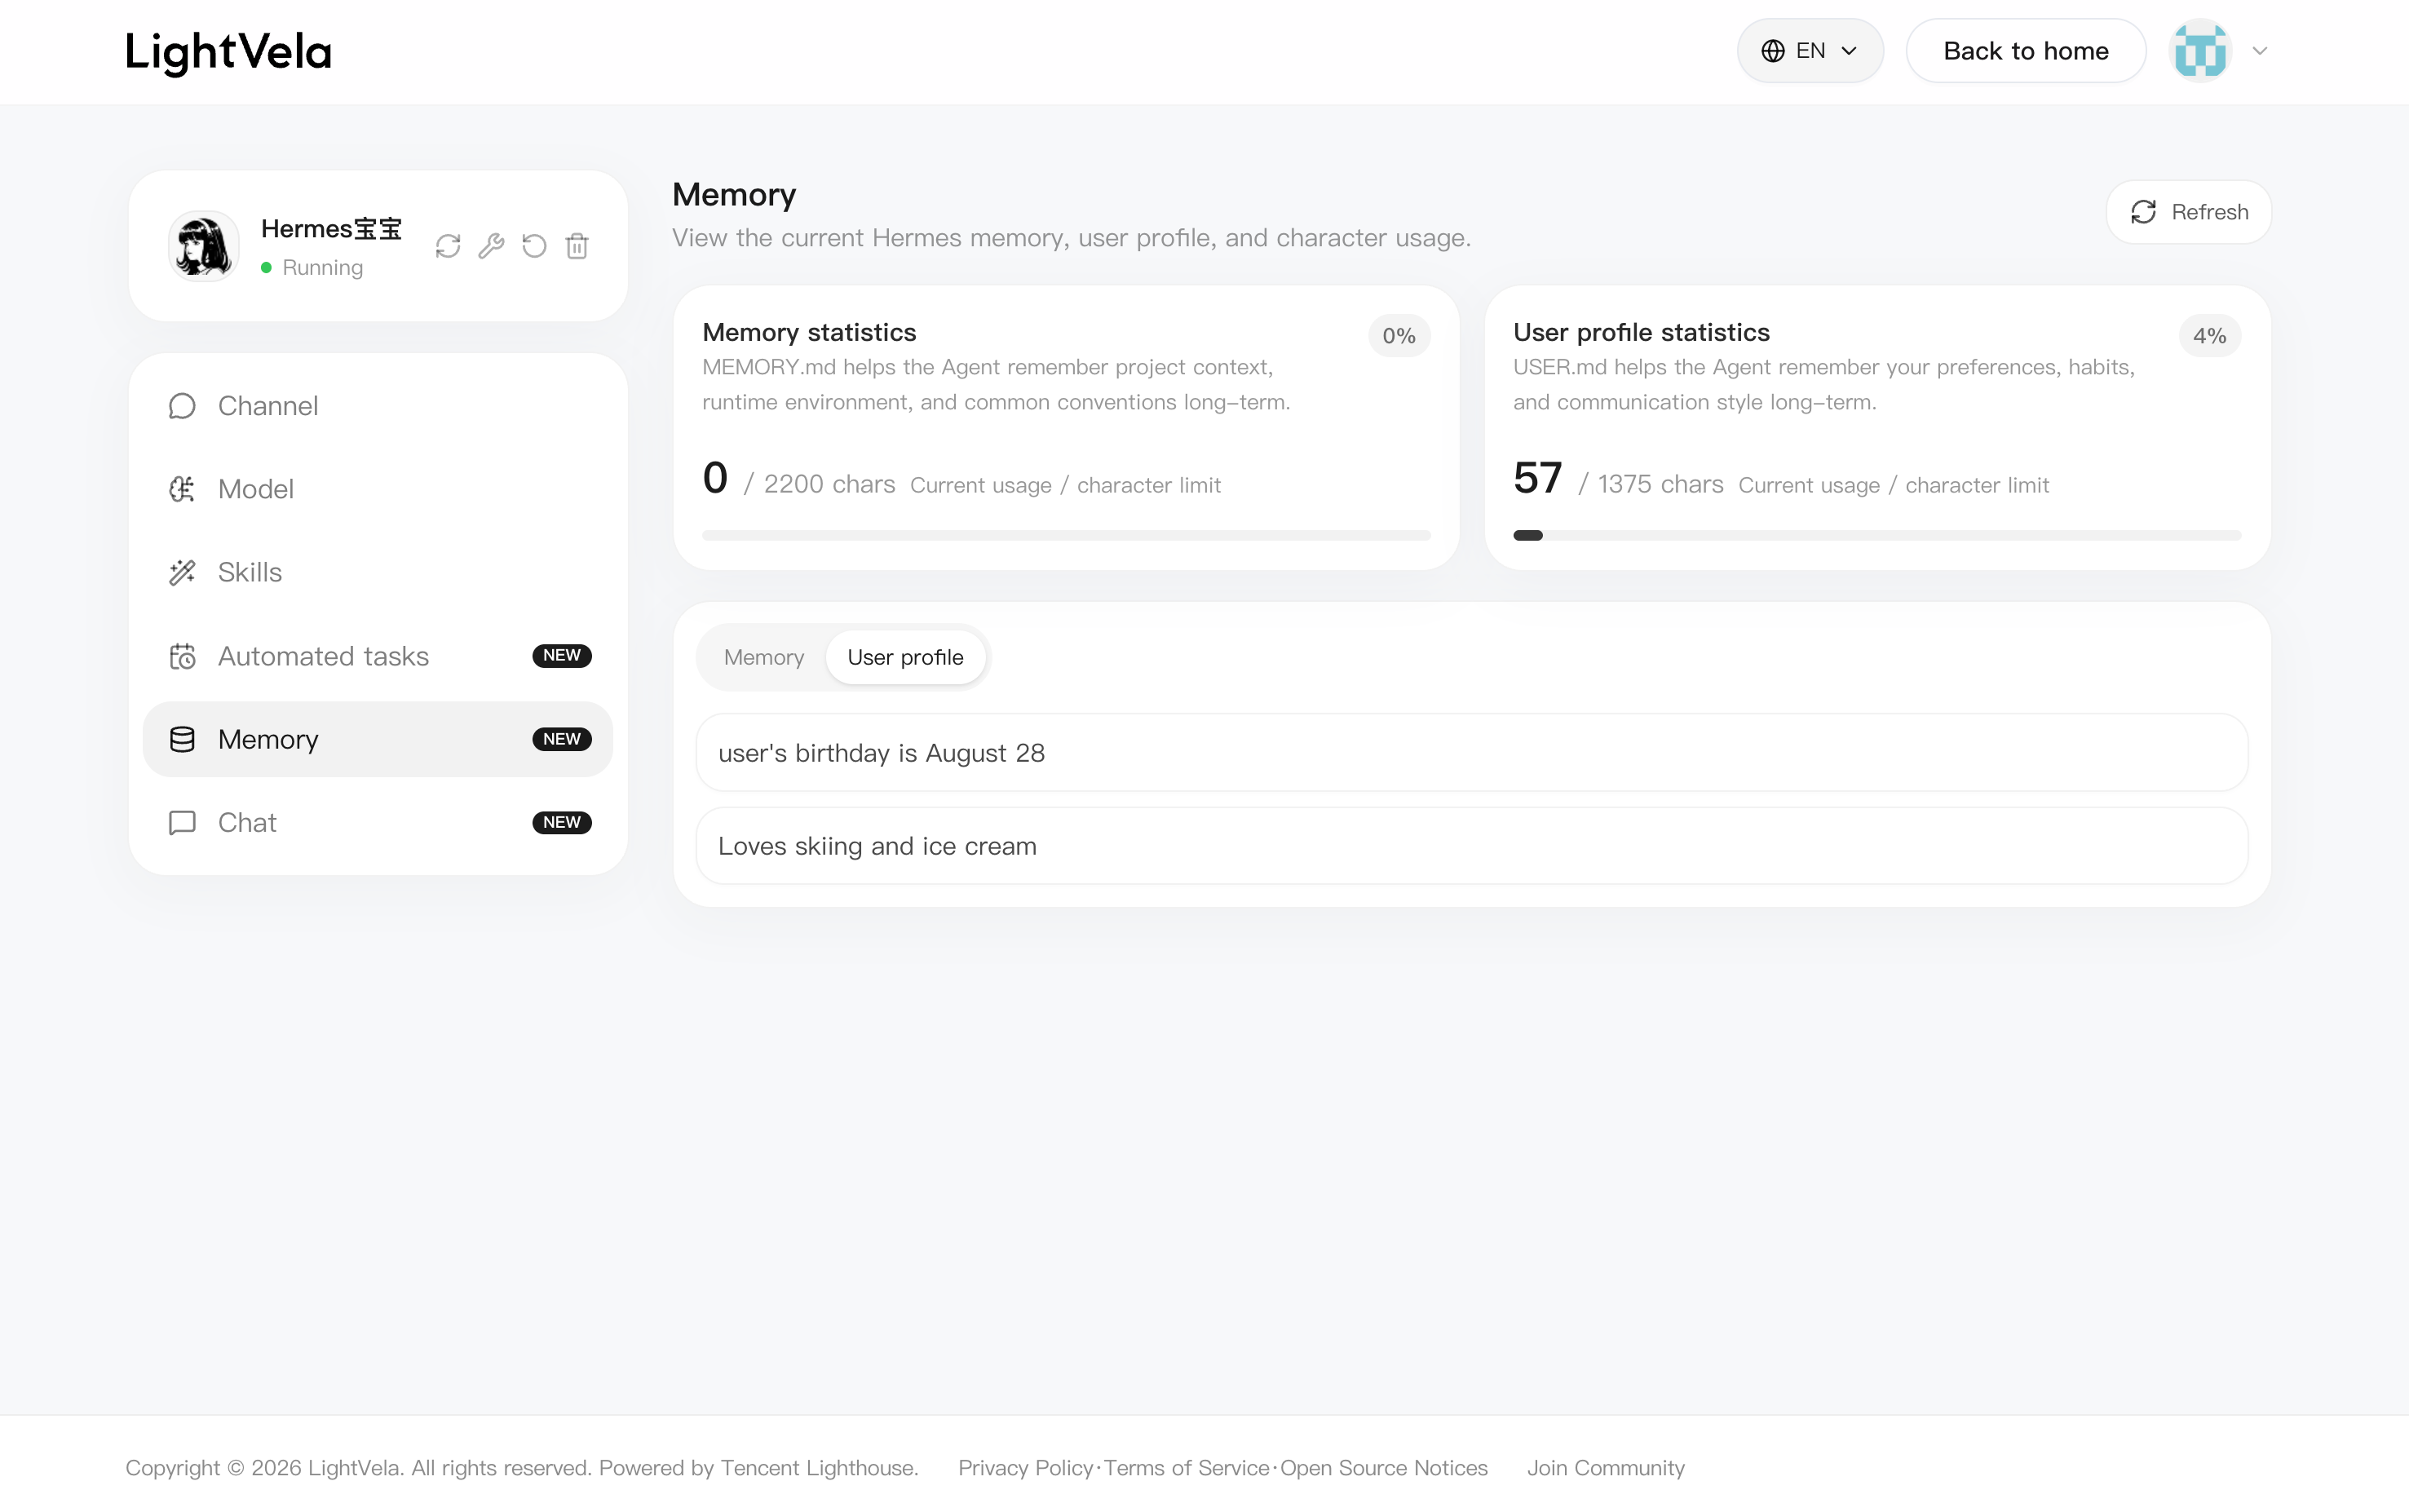 LightVela
EN
Back to home
Hermes宝宝
Running
Channel
Model
Skills
Automated tasks NEW
Memory NEW
Chat NEW
Memory
View the current Hermes memory, user profile, and character usage.
Refresh
Memory statistics
0%
MEMORY.md helps the Agent remember project context,
runtime environment, and common conventions long-term.
0 / 2200 chars Current usage / character limit
User profile statistics
4%
USER.md helps the Agent remember your preferences, habits,
and communication style long-term.
57 / 1375 chars Current usage / character limit
Memory User profile
user's birthday is August 28
Loves skiing and ice cream
Copyright © 2026 LightVela. All rights reserved. Powered by Tencent Lighthouse. Privacy Policy·Terms of Service·Open Source Notices Join Community